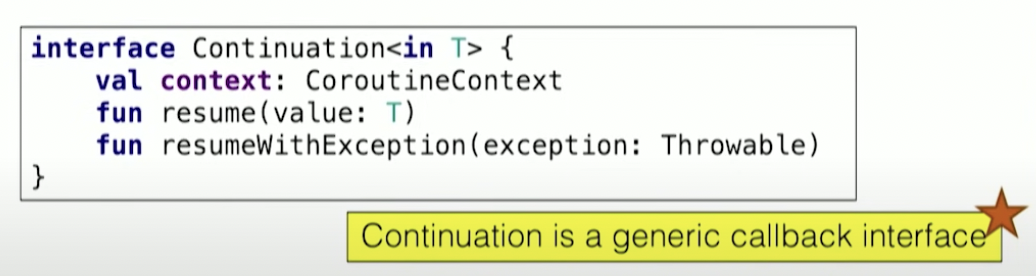 interface Continuation<in T> {
    val context: CoroutineContext
    fun resume(value: T)
    fun resumeWithException(exception: Throwable)
}
Continuation is a generic callback interface